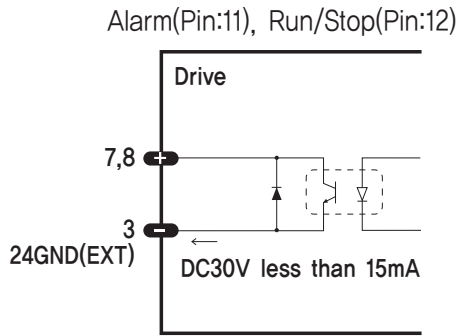 Alarm(Pin:11), Run/Stop(Pin:12)
Drive
7,8 +
3 -
24GND(EXT)
DC30V less than 15mA